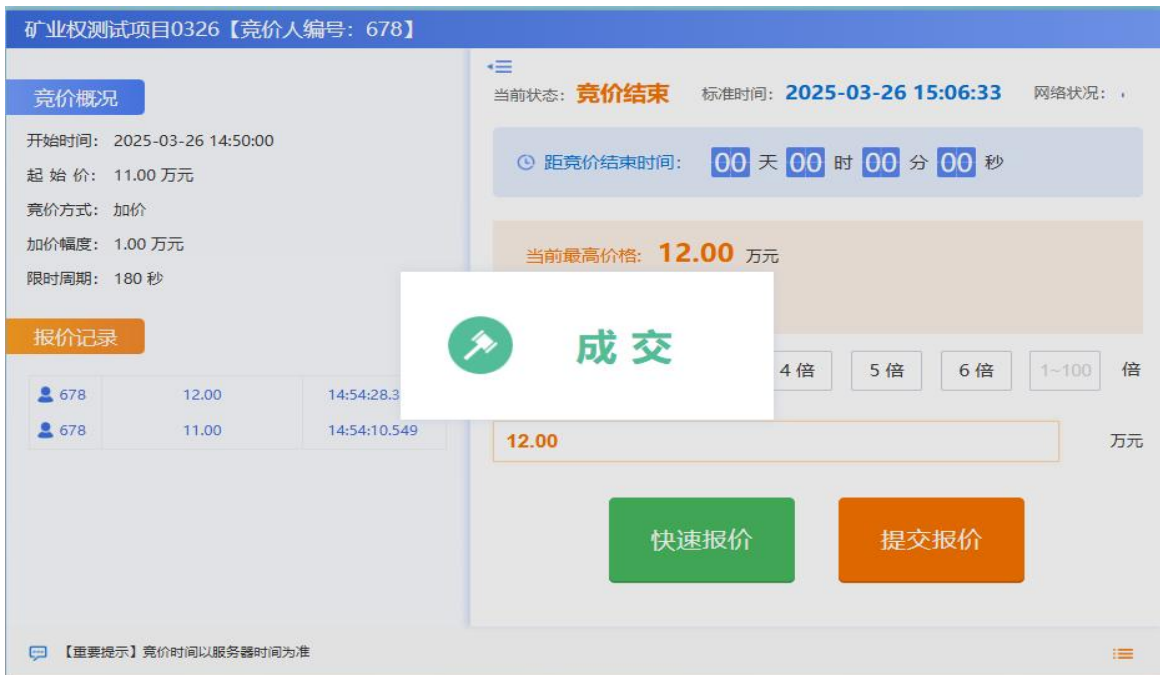 矿业权测试项目0326【竞价人编号：678】
竞价概况
开始时间： 2025-03-26 14:50:00
起 始 价： 11.00 万元
竞价方式： 加价
加价幅度： 1.00 万元
限时周期： 180 秒
报价记录
678 12.00 14:54:28.3
678 11.00 14:54:10.549
当前状态：竞价结束 标准时间：2025-03-26 15:06:33 网络状况：
距竞价结束时间： 00 天 00 时 00 分 00 秒
当前最高价格： 12.00 万元
成交
4 倍 5 倍 6 倍 1~100 倍
12.00 万元
快速报价 提交报价
【重要提示】竞价时间以服务器时间为准